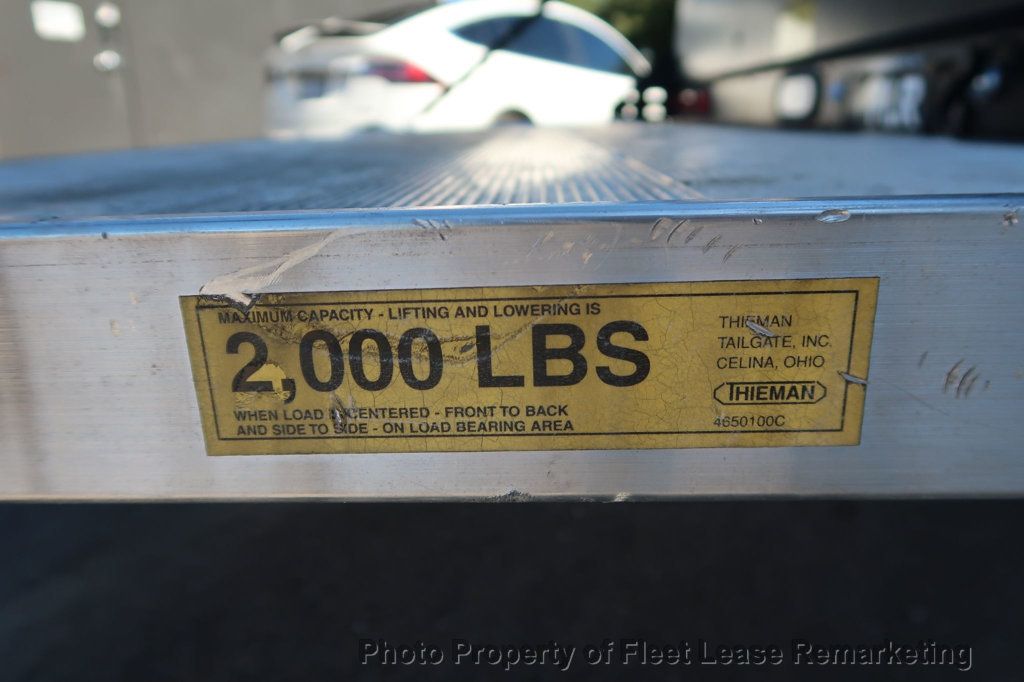 MAXIMUM CAPACITY - LIFTING AND LOWERING IS
2,000 LBS
WHEN LOAD IS CENTERED - FRONT TO BACK
AND SIDE TO SIDE - ON LOAD BEARING AREA
THIEMAN
TAILGATE, INC.
CELINA, OHIO
THIEMAN
4650100C
Photo Property of Fleet Lease Remarketing